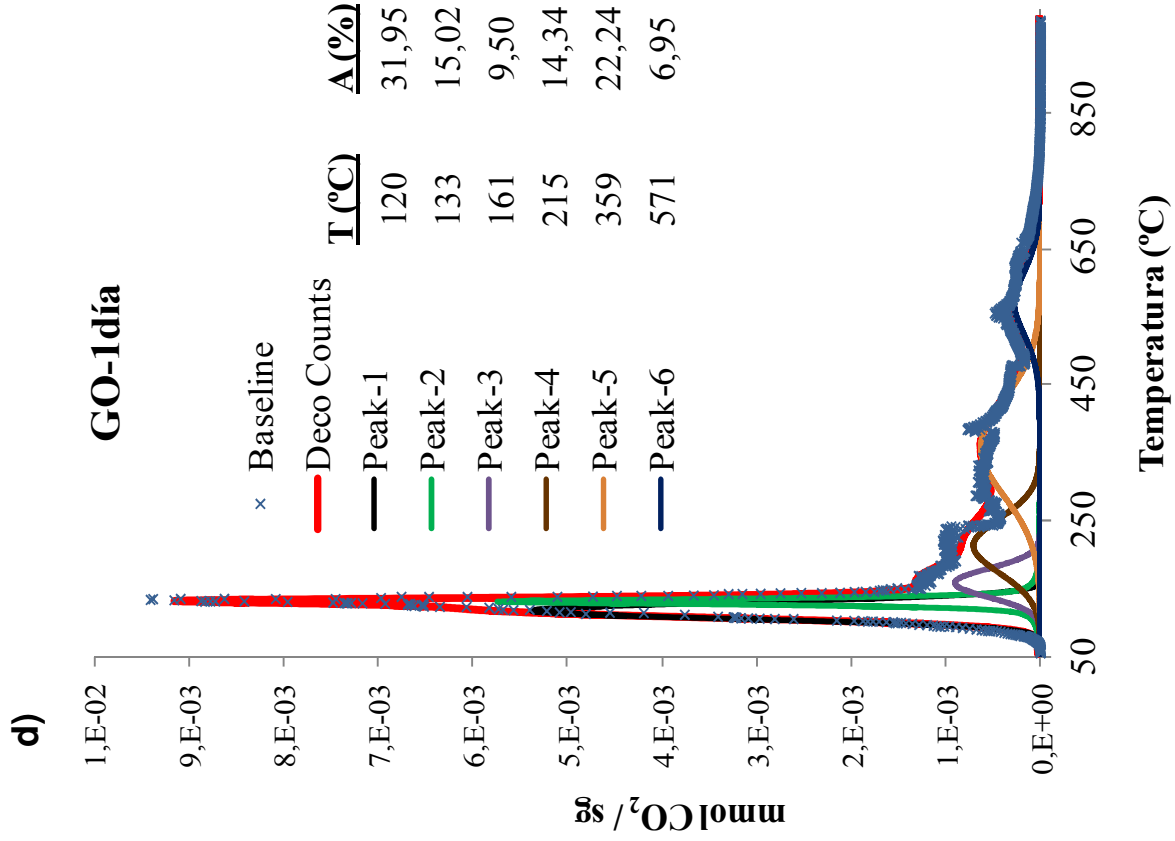 d)
GO-1día
Baseline
Deco Counts
Peak-1
Peak-2
Peak-3
Peak-4
Peak-5
Peak-6
T (ºC) A (%)
120 31,95
133 15,02
161 9,50
215 14,34
359 22,24
571 6,95
mmol CO₂ / sg
1,E-02
9,E-03
8,E-03
7,E-03
6,E-03
5,E-03
4,E-03
3,E-03
2,E-03
1,E-03
0,E+00
50 250 450 650 850
Temperatura (ºC)